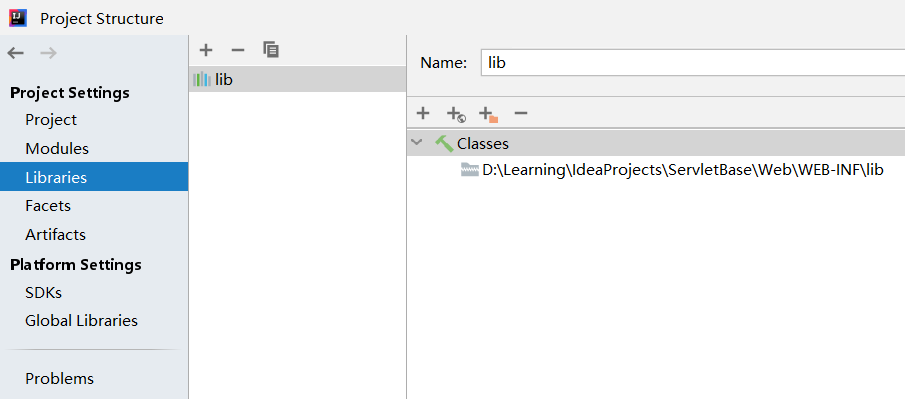 Project Structure
Project Settings
Project
Modules
Libraries
Facets
Artifacts
Platform Settings
SDKs
Global Libraries
Problems
lib
Name: lib
Classes
D:\Learning\IdeaProjects\ServletBase\Web\WEB-INF\lib